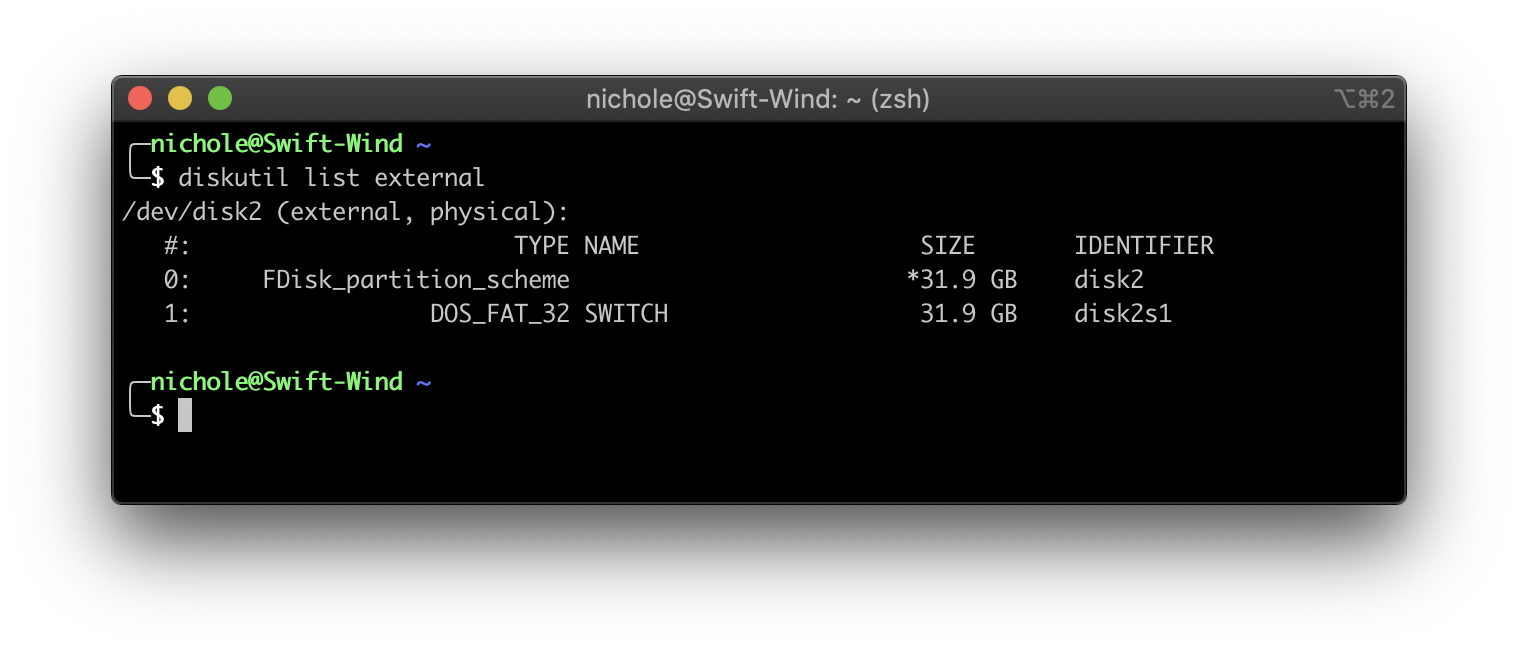 nichole@Swift-Wind: ~ (zsh) ⌥⌘2
nichole@Swift-Wind ~
$ diskutil list external
/dev/disk2 (external, physical):
   #:                       TYPE NAME                    SIZE       IDENTIFIER
   0:     FDisk_partition_scheme                        *31.9 GB    disk2
   1:                 DOS_FAT_32 SWITCH                  31.9 GB    disk2s1
nichole@Swift-Wind ~
$